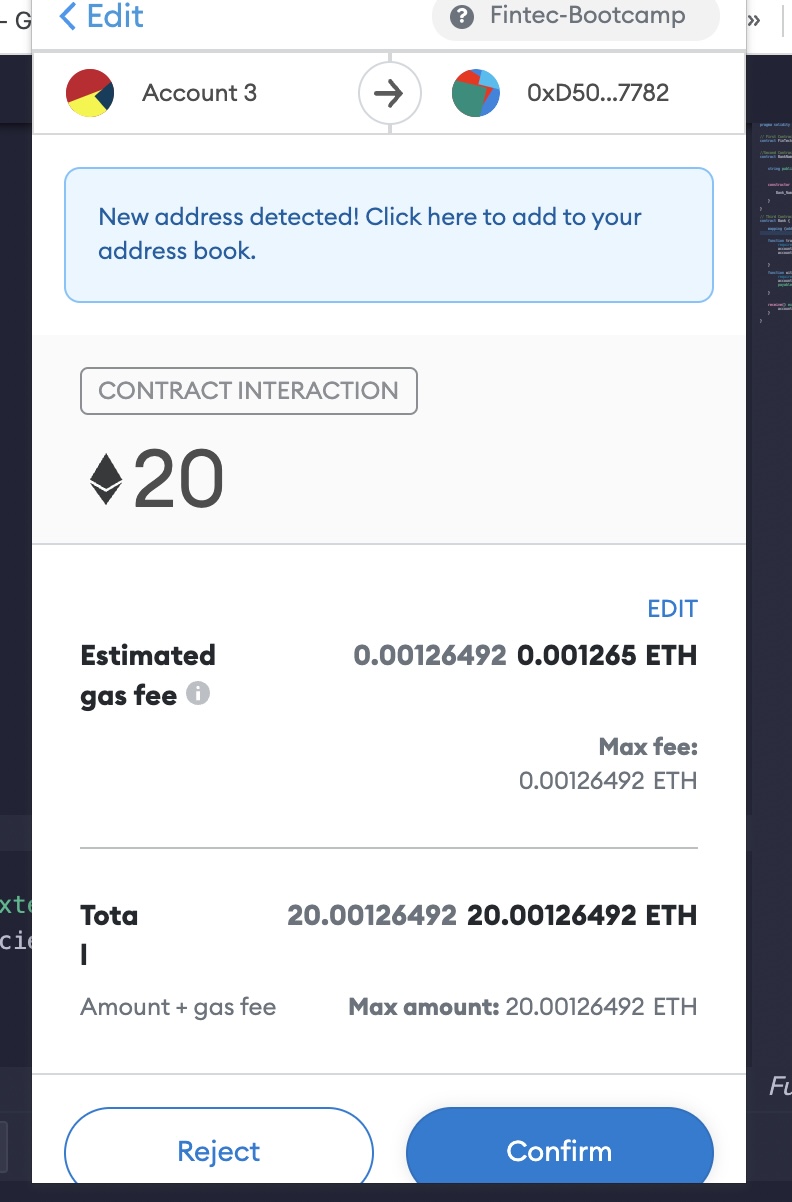 - G
Edit
? Fintec-Bootcamp
»
Account 3
0xD50...7782
New address detected! Click here to add to your
address book.
CONTRACT INTERACTION
20
EDIT
Estimated
gas fee i
0.00126492 0.001265 ETH
Max fee:
0.00126492 ETH
Tota
l
20.00126492 20.00126492 ETH
Amount + gas fee
Max amount: 20.00126492 ETH
xte
cie
Fu
Reject
Confirm